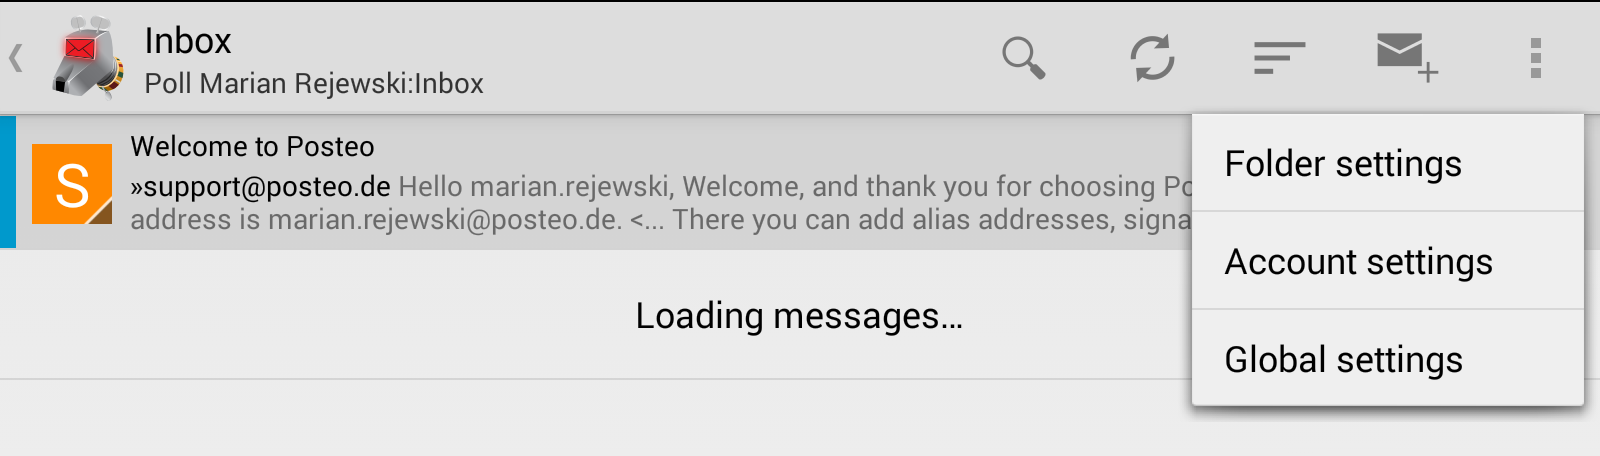 Inbox
Poll Marian Rejewski:Inbox
Welcome to Posteo
S
»support@posteo.de Hello marian.rejewski, Welcome, and thank you for choosing
address is marian.rejewski@posteo.de. <... There you can add alias addresses,
Folder settings
Account settings
Global settings
Loading messages...